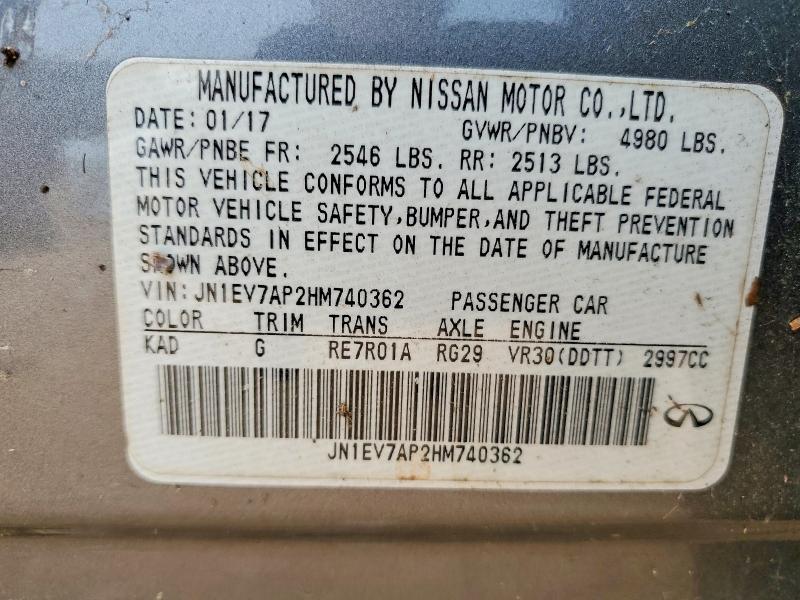 MANUFACTURED BY NISSAN MOTOR CO.,LTD.
DATE: 01/17 GVWR/PNBV: 4980 LBS.
GAWR/PNBE FR: 2546 LBS. RR: 2513 LBS.
THIS VEHICLE CONFORMS TO ALL APPLICABLE FEDERAL
MOTOR VEHICLE SAFETY,BUMPER,AND THEFT PREVENTION
STANDARDS IN EFFECT ON THE DATE OF MANUFACTURE
SHOWN ABOVE.
VIN: JN1EV7AP2HM740362 PASSENGER CAR
COLOR TRIM TRANS AXLE ENGINE
KAD G RE7R01A RG29 VR30(DDTT) 2997CC
JN1EV7AP2HM740362